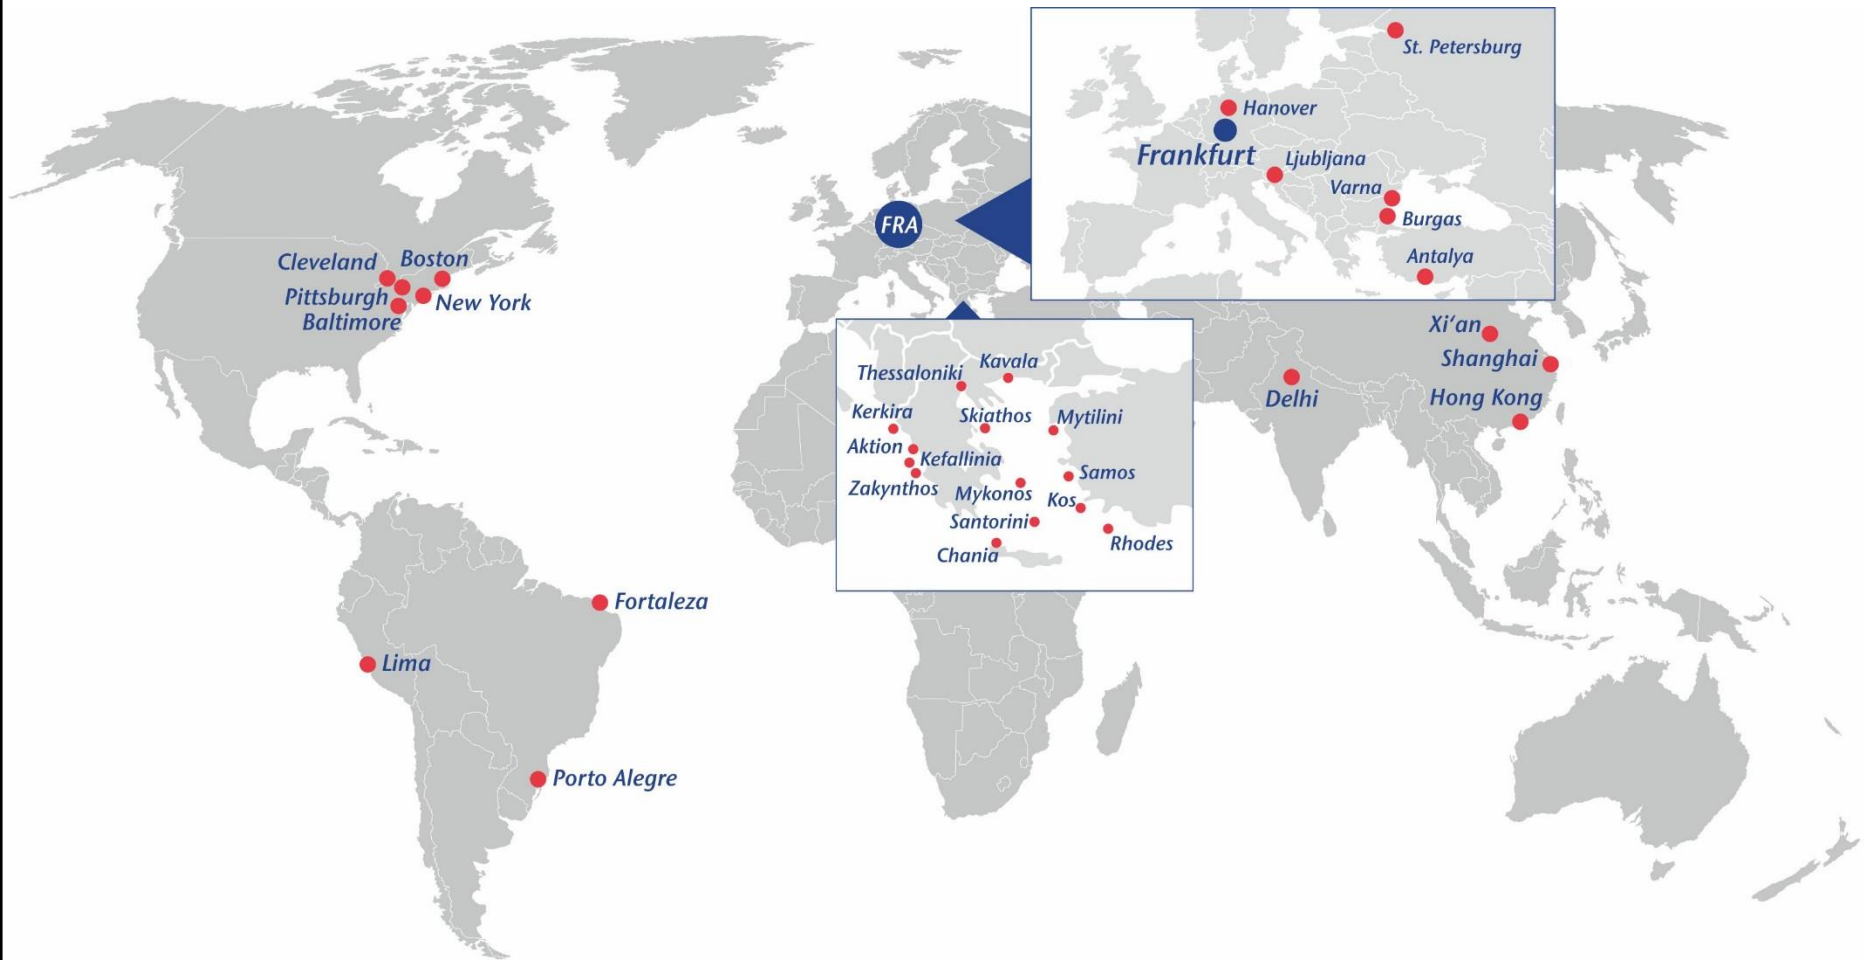 St. Petersburg
Hanover
Frankfurt
Ljubljana
Varna
Burgas
Antalya
FRA
Cleveland
Boston
Pittsburgh
New York
Baltimore
Xi‘an
Shanghai
Delhi
Hong Kong
Kavala
Thessaloniki
Kerkira
Skiathos
Mytilini
Aktion
Kefallinia
Samos
Zakynthos
Mykonos
Kos
Santorini
Rhodes
Chania
Fortaleza
Lima
Porto Alegre